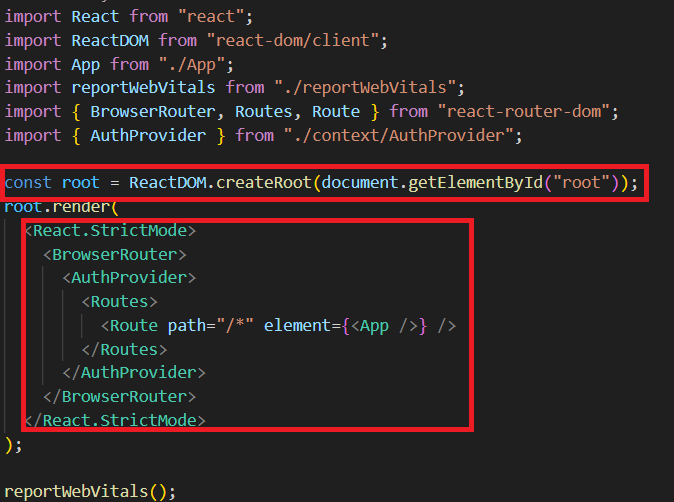 import React from "react";
import ReactDOM from "react-dom/client";
import App from "./App";
import reportWebVitals from "./reportWebVitals";
import { BrowserRouter, Routes, Route } from "react-router-dom";
import { AuthProvider } from "./context/AuthProvider";
const root = ReactDOM.createRoot(document.getElementById("root"));
root.render(
<React.StrictMode>
<BrowserRouter>
<AuthProvider>
<Routes>
<Route path="/*" element={<App />} />
</Routes>
</AuthProvider>
</BrowserRouter>
</React.StrictMode>
);
reportWebVitals();